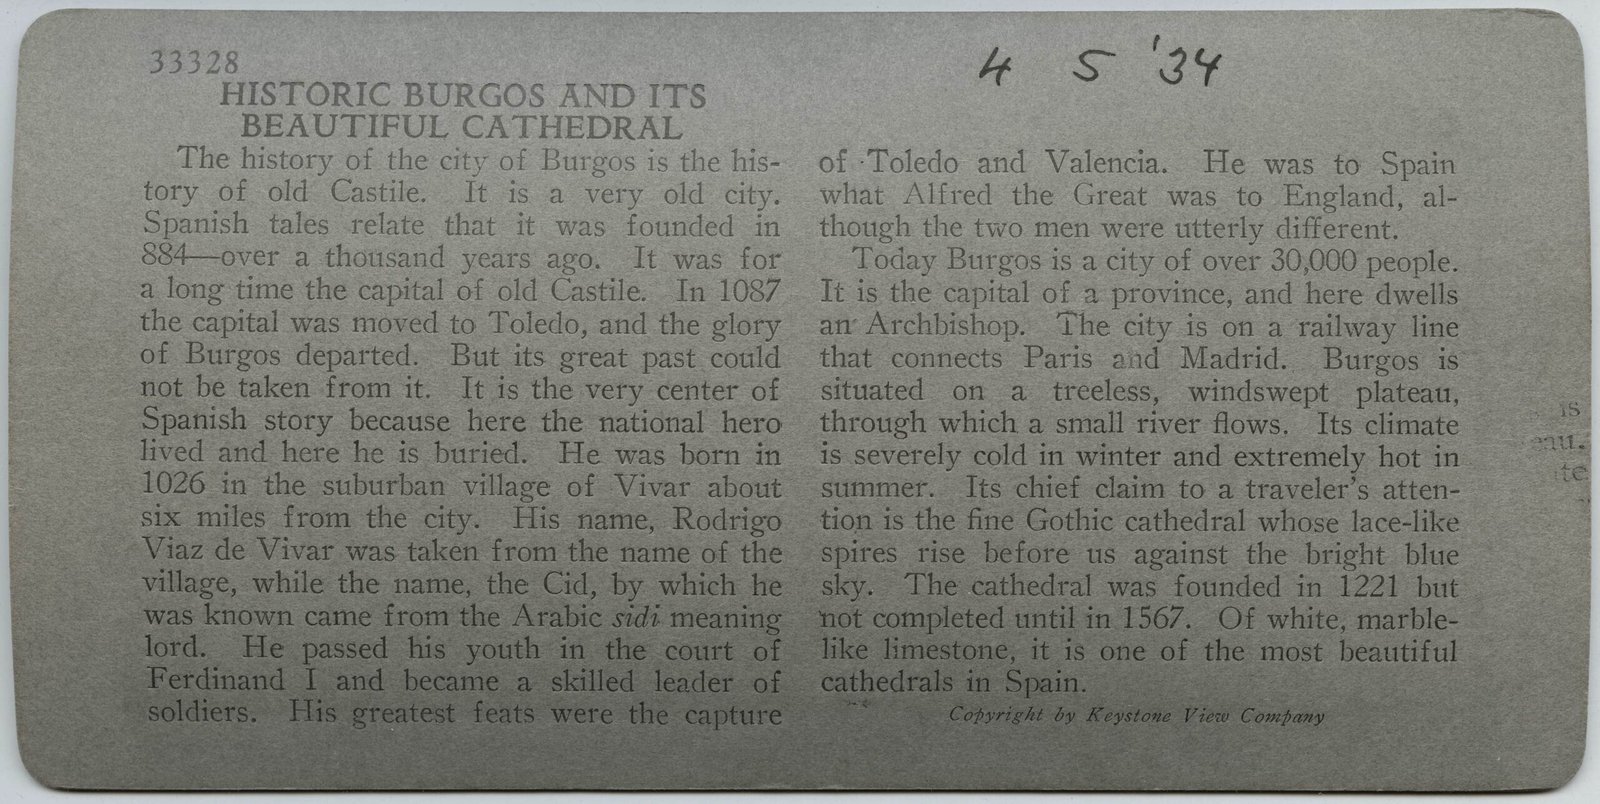 33328
4 5 '34
HISTORIC BURGOS AND ITS
BEAUTIFUL CATHEDRAL
The history of the city of Burgos is the his-
tory of old Castile. It is a very old city.
Spanish tales relate that it was founded in
884—over a thousand years ago. It was for
a long time the capital of old Castile. In 1087
the capital was moved to Toledo, and the glory
of Burgos departed. But its great past could
not be taken from it. It is the very center of
Spanish story because here the national hero
lived and here he is buried. He was born in
1026 in the suburban village of Vivar about
six miles from the city. His name, Rodrigo
Viaz de Vivar was taken from the name of the
village, while the name, the Cid, by which he
was known came from the Arabic sidi meaning
lord. He passed his youth in the court of
Ferdinand I and became a skilled leader of
soldiers. His greatest feats were the capture
of Toledo and Valencia. He was to Spain
what Alfred the Great was to England, al-
though the two men were utterly different.
Today Burgos is a city of over 30,000 people.
It is the capital of a province, and here dwells
an Archbishop. The city is on a railway line
that connects Paris and Madrid. Burgos is
situated on a treeless, windswept plateau,
through which a small river flows. Its climate
is severely cold in winter and extremely hot in
summer. Its chief claim to a traveler's atten-
tion is the fine Gothic cathedral whose lace-like
spires rise before us against the bright blue
sky. The cathedral was founded in 1221 but
not completed until in 1567. Of white, marble-
like limestone, it is one of the most beautiful
cathedrals in Spain.
Copyright by Keystone View Company
is